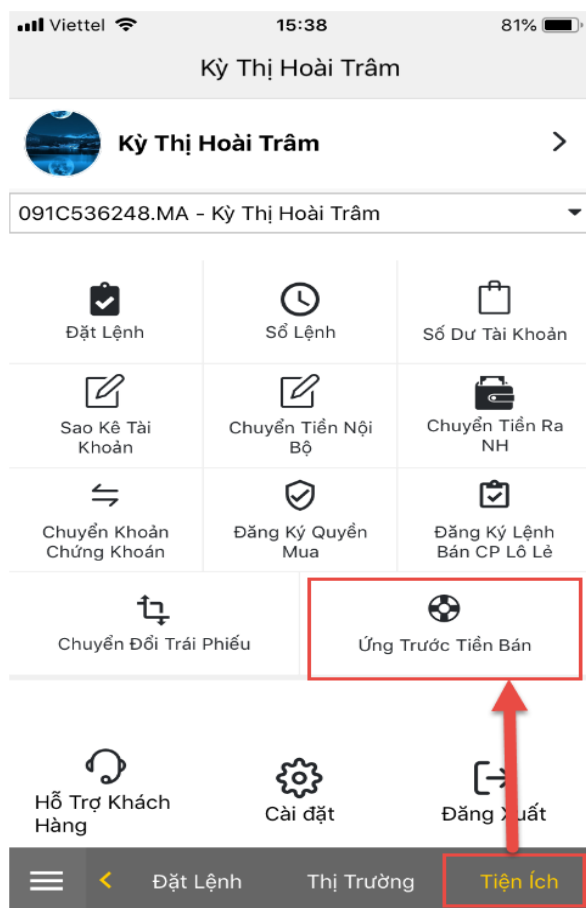 Viettel 15:38 81%
Kỳ Thị Hoài Trâm
Kỳ Thị Hoài Trâm
091C536248.MA - Kỳ Thị Hoài Trâm
Đặt Lệnh
Sổ Lệnh
Số Dư Tài Khoản
Sao Kê Tài
Khoản
Chuyển Tiền Nội
Bộ
Chuyển Tiền Ra
NH
Chuyển Khoản
Chứng Khoán
Đăng Ký Quyền
Mua
Đăng Ký Lệnh
Bán CP Lô Lẻ
Chuyển Đổi Trái Phiếu
Ứng Trước Tiền Bán
Hỗ Trợ Khách
Hàng
Cài đặt
Đăng Xuất
Đặt Lệnh Thị Trường Tiện Ích